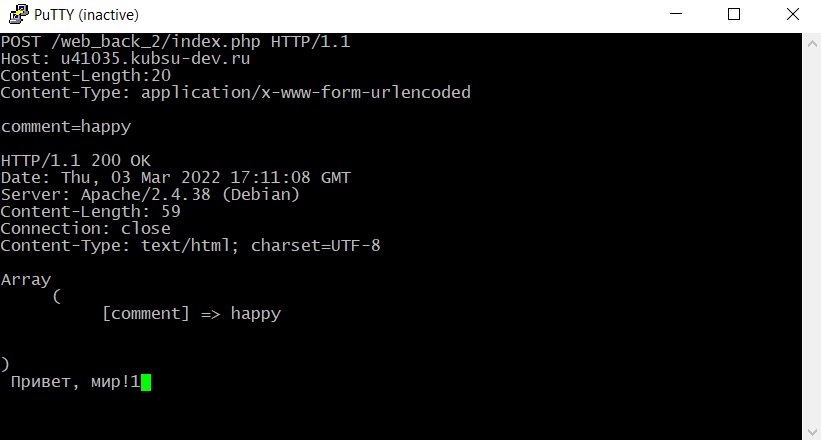 PuTTY (inactive)
POST /web_back_2/index.php HTTP/1.1
Host: u41035.kubsu-dev.ru
Content-Length:20
Content-Type: application/x-www-form-urlencoded
comment=happy
HTTP/1.1 200 OK
Date: Thu, 03 Mar 2022 17:11:08 GMT
Server: Apache/2.4.38 (Debian)
Content-Length: 59
Connection: close
Content-Type: text/html; charset=UTF-8
Array
(
[comment] => happy
)
Привет, мир!1